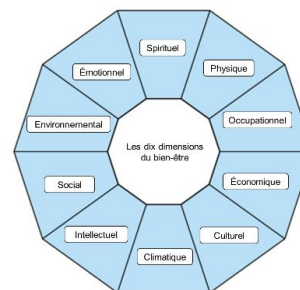 Spirituel
Physique
Émotionnel
Occupationnel
Environnemental
Les dix dimensions
du bien-être
Économique
Social
Culturel
Intellectuel
Climatique